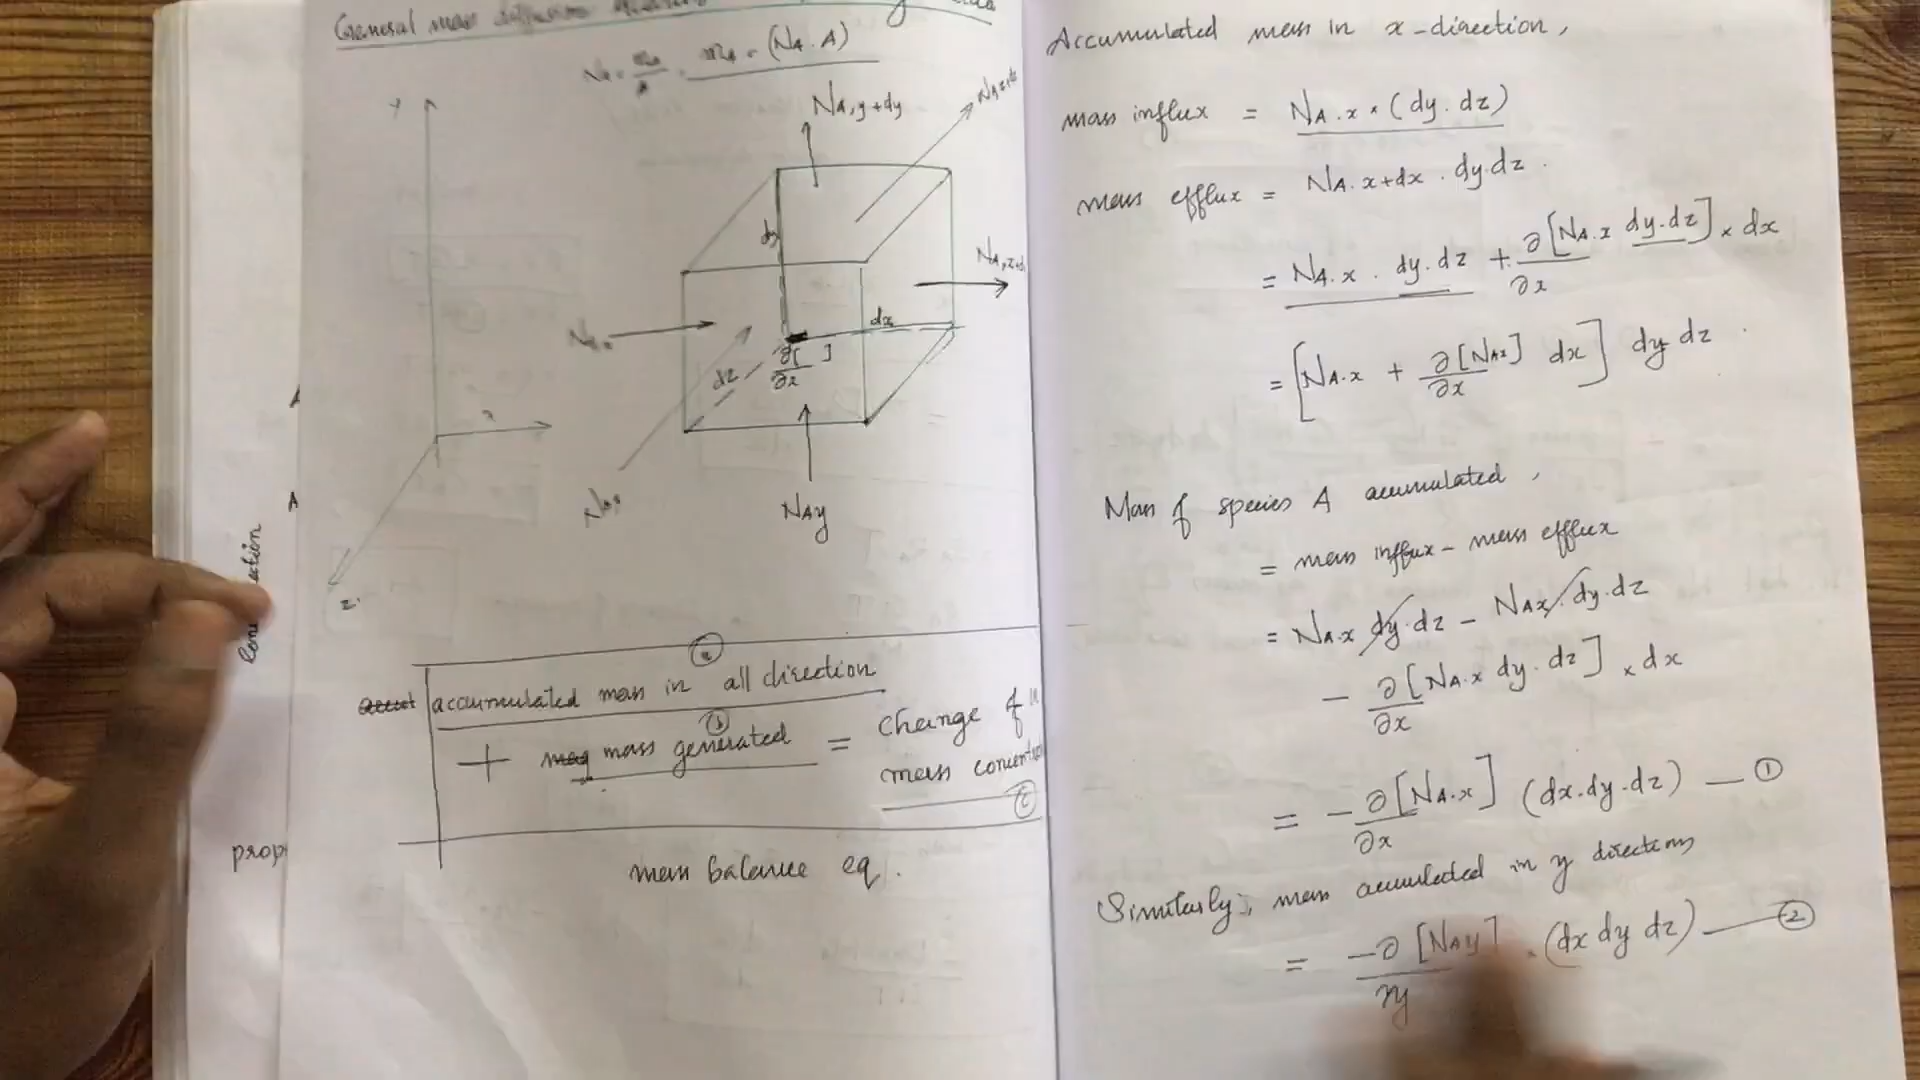 General mass diffusion
mA = (NA . A)
Y
NA,y+dy
dy
dx
dz
∂[ ]
∂x
x
NAy
z
A
A
prop
accumulated mass in all direction
(a)
+ mass generated = change of
(b)
mass concent
(c)
mass balance eq.
Accumulated mass in x-direction,
mass influx = NA.x × (dy.dz)
mass efflux = NA.x+dx . dy.dz.
= NA.x . dy.dz + ∂[NA.x dy.dz] × dx
∂x
= [NA.x + ∂[NAx] dx] dy dz
∂x
Mass of species A accumulated,
= mass influx - mass efflux
= NA.x dy.dz - NAx.dy.dz
- ∂[NA.x dy.dz] × dx
∂x
= -∂[NA.x] (dx.dy.dz) — ①
∂x
Similarly, mass accumulated in y directions
= -∂[NAy] . (dx dy dz) — ②
∂y